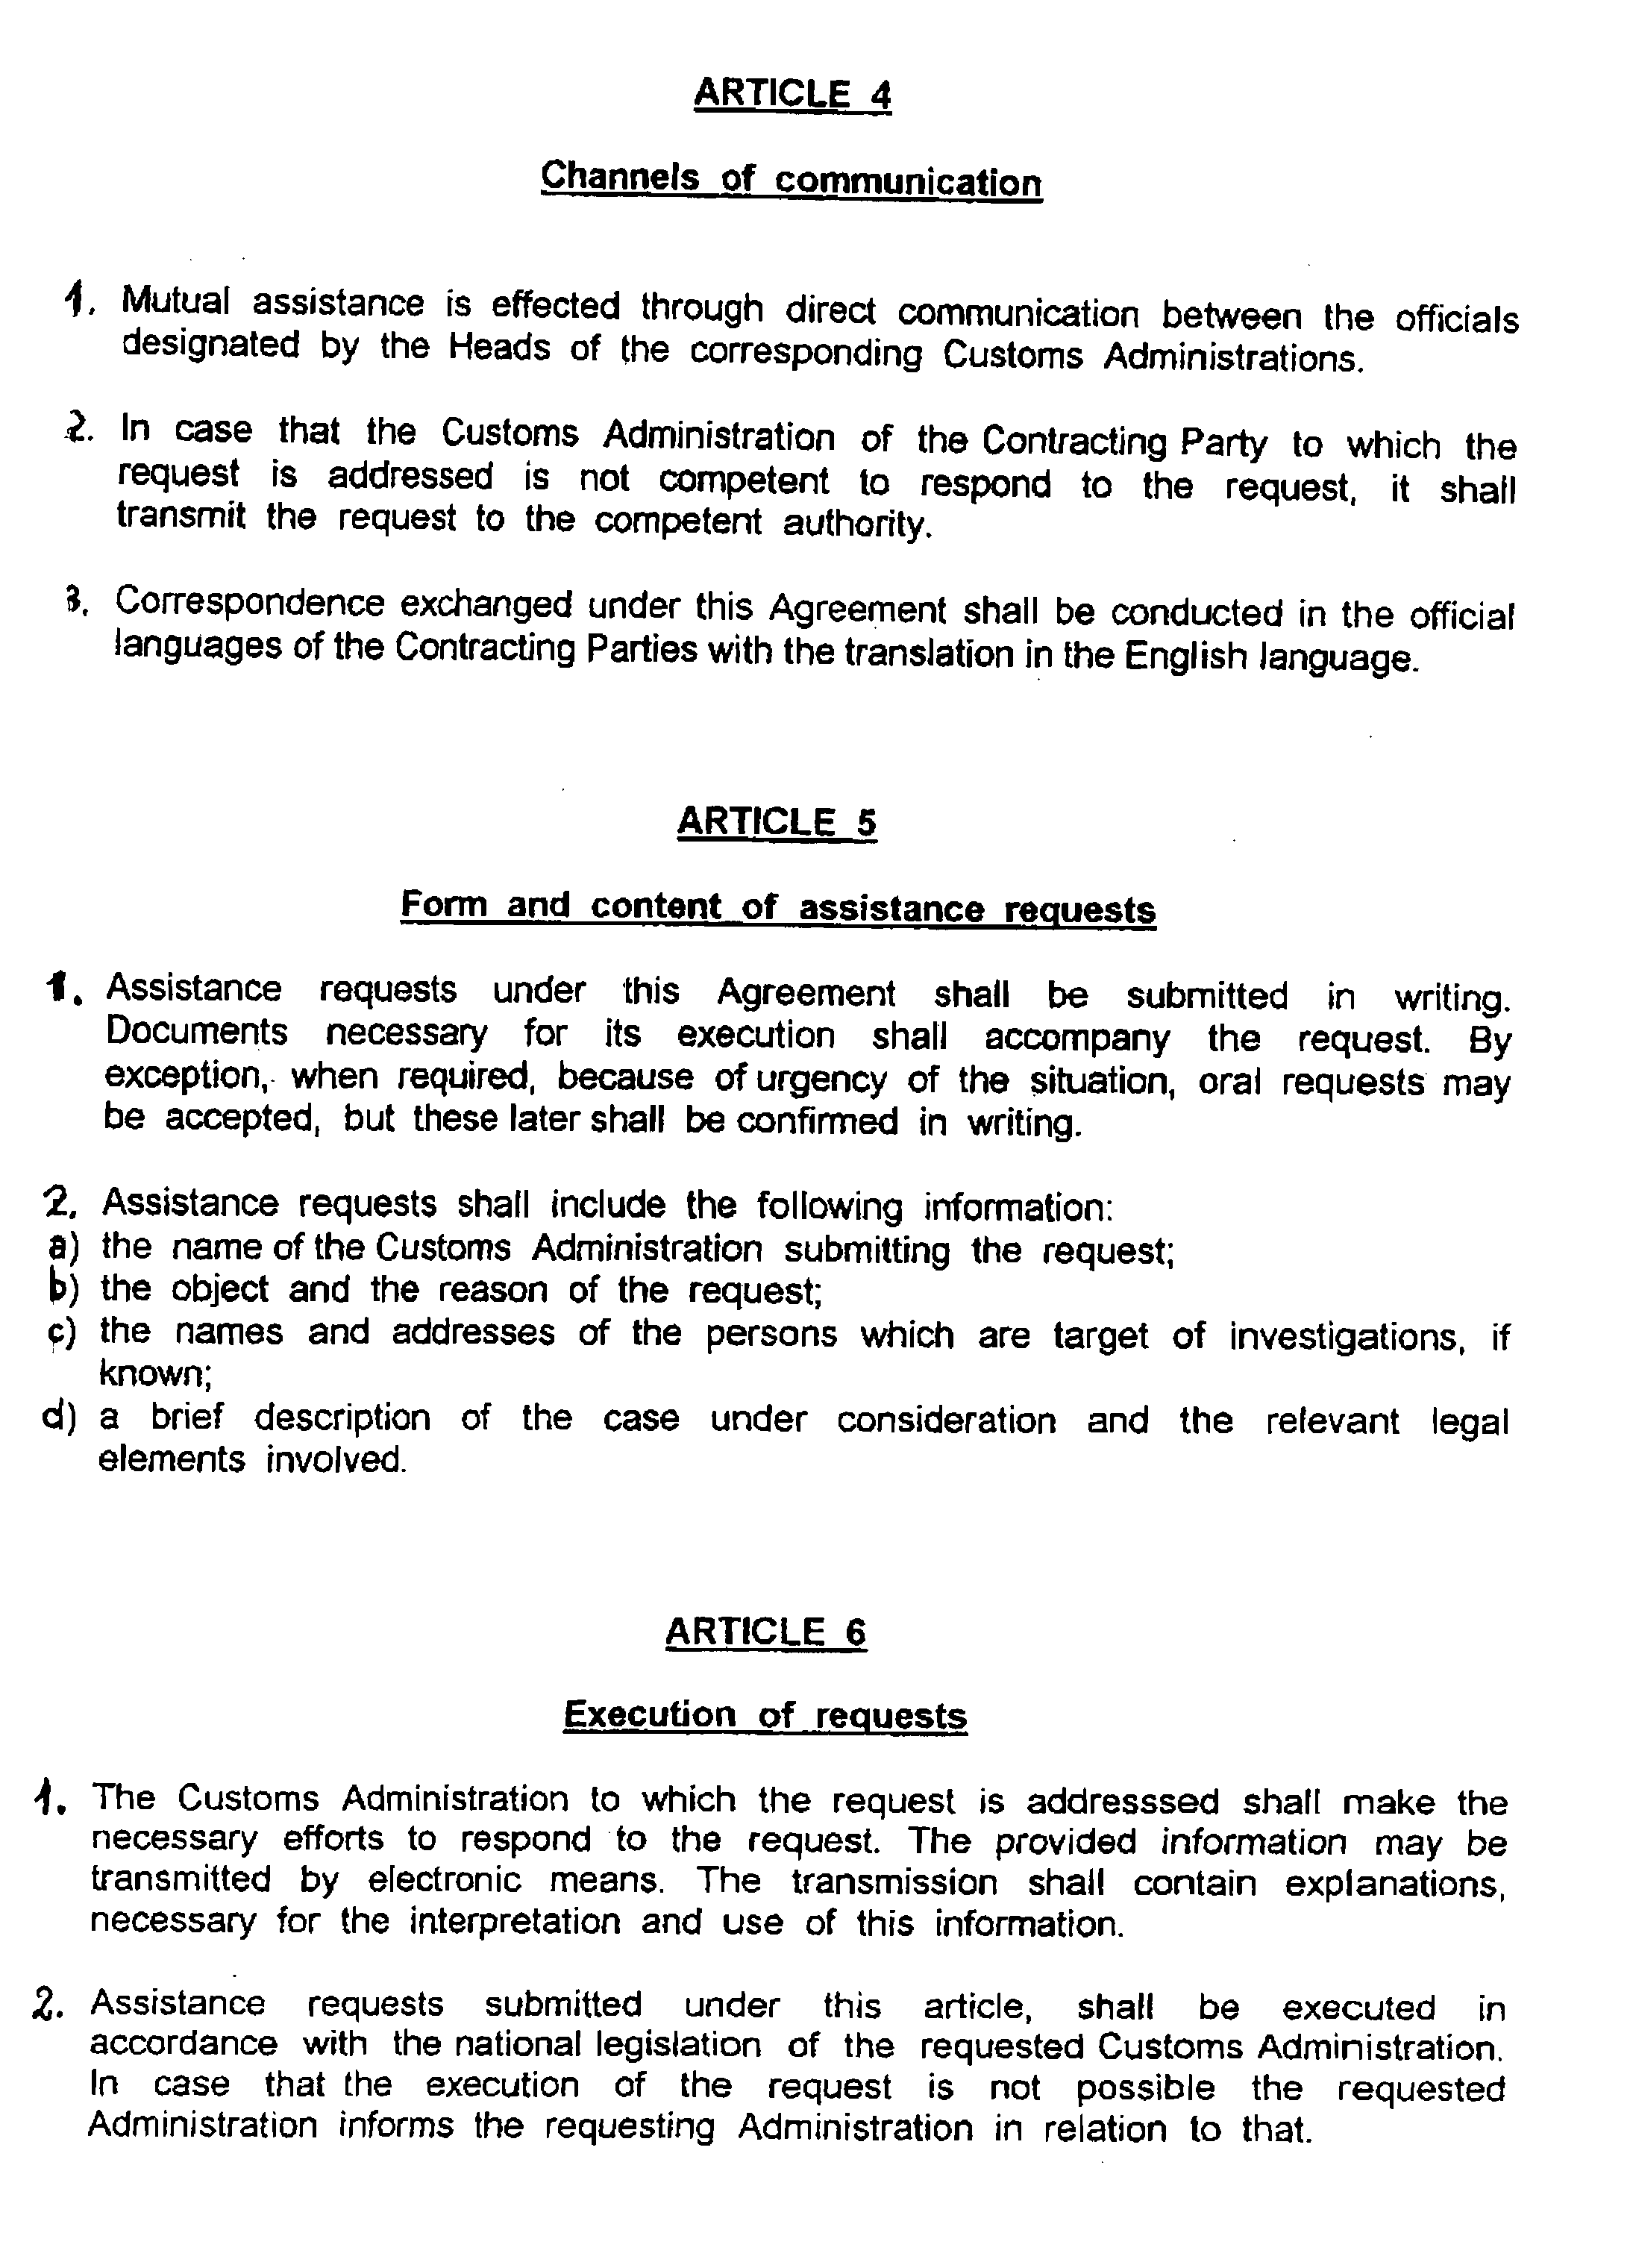 ARTICLE 4
Channels of communication
1. Mutual assistance is effected through direct communication between the officials
designated by the Heads of the corresponding Customs Administrations.
2. In case that the Customs Administration of the Contracting Party to which the
request is addressed is not competent to respond to the request, it shall
transmit the request to the competent authority.
3. Correspondence exchanged under this Agreement shall be conducted in the official
languages of the Contracting Parties with the translation in the English language.
ARTICLE 5
Form and content of assistance requests
1. Assistance requests under this Agreement shall be submitted in writing.
Documents necessary for its execution shall accompany the request. By
exception, when required, because of urgency of the situation, oral requests may
be accepted, but these later shall be confirmed in writing.
2. Assistance requests shall include the following information:
a) the name of the Customs Administration submitting the request;
b) the object and the reason of the request;
c) the names and addresses of the persons which are target of investigations, if
known;
d) a brief description of the case under consideration and the relevant legal
elements involved.
ARTICLE 6
Execution of requests
1. The Customs Administration to which the request is addresssed shall make the
necessary efforts to respond to the request. The provided information may be
transmitted by electronic means. The transmission shall contain explanations,
necessary for the interpretation and use of this information.
2. Assistance requests submitted under this article, shall be executed in
accordance with the national legislation of the requested Customs Administration.
In case that the execution of the request is not possible the requested
Administration informs the requesting Administration in relation to that.